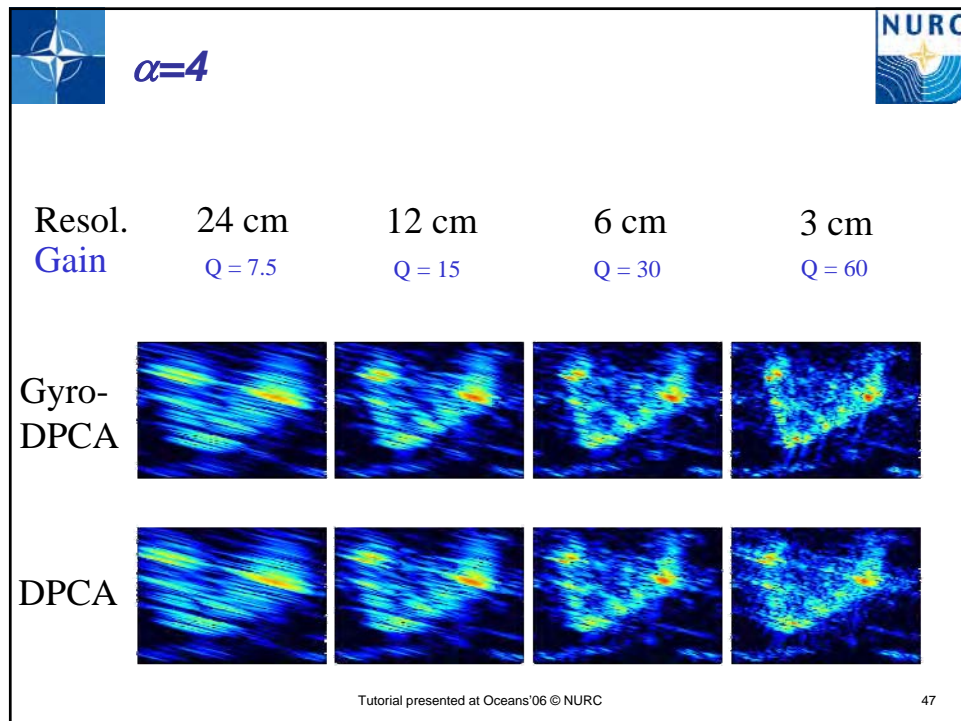 NURC
α=4
Resol. 24 cm 12 cm 6 cm 3 cm
Gain Q = 7.5 Q = 15 Q = 30 Q = 60
Gyro-
DPCA
DPCA
Tutorial presented at Oceans'06 © NURC 47